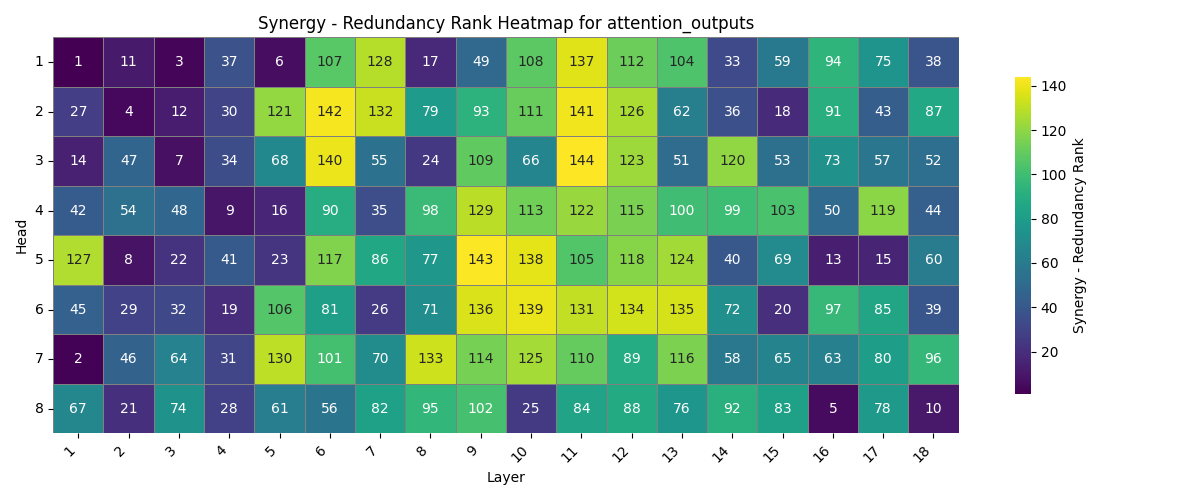 Synergy - Redundancy Rank Heatmap for attention_outputs
1 1 11 3 37 6 107 128 17 49 108 137 112 104 33 59 94 75 38
2 27 4 12 30 121 142 132 79 93 111 141 126 62 36 18 91 43 87
3 14 47 7 34 68 140 55 24 109 66 144 123 51 120 53 73 57 52
4 42 54 48 9 16 90 35 98 129 113 122 115 100 99 103 50 119 44
5 127 8 22 41 23 117 86 77 143 138 105 118 124 40 69 13 15 60
6 45 29 32 19 106 81 26 71 136 139 131 134 135 72 20 97 85 39
7 2 46 64 31 130 101 70 133 114 125 110 89 116 58 65 63 80 96
8 67 21 74 28 61 56 82 95 102 25 84 88 76 92 83 5 78 10
1 2 3 4 5 6 7 8 9 10 11 12 13 14 15 16 17 18
Layer
Head
140
120
100
80
60
40
20
Synergy - Redundancy Rank